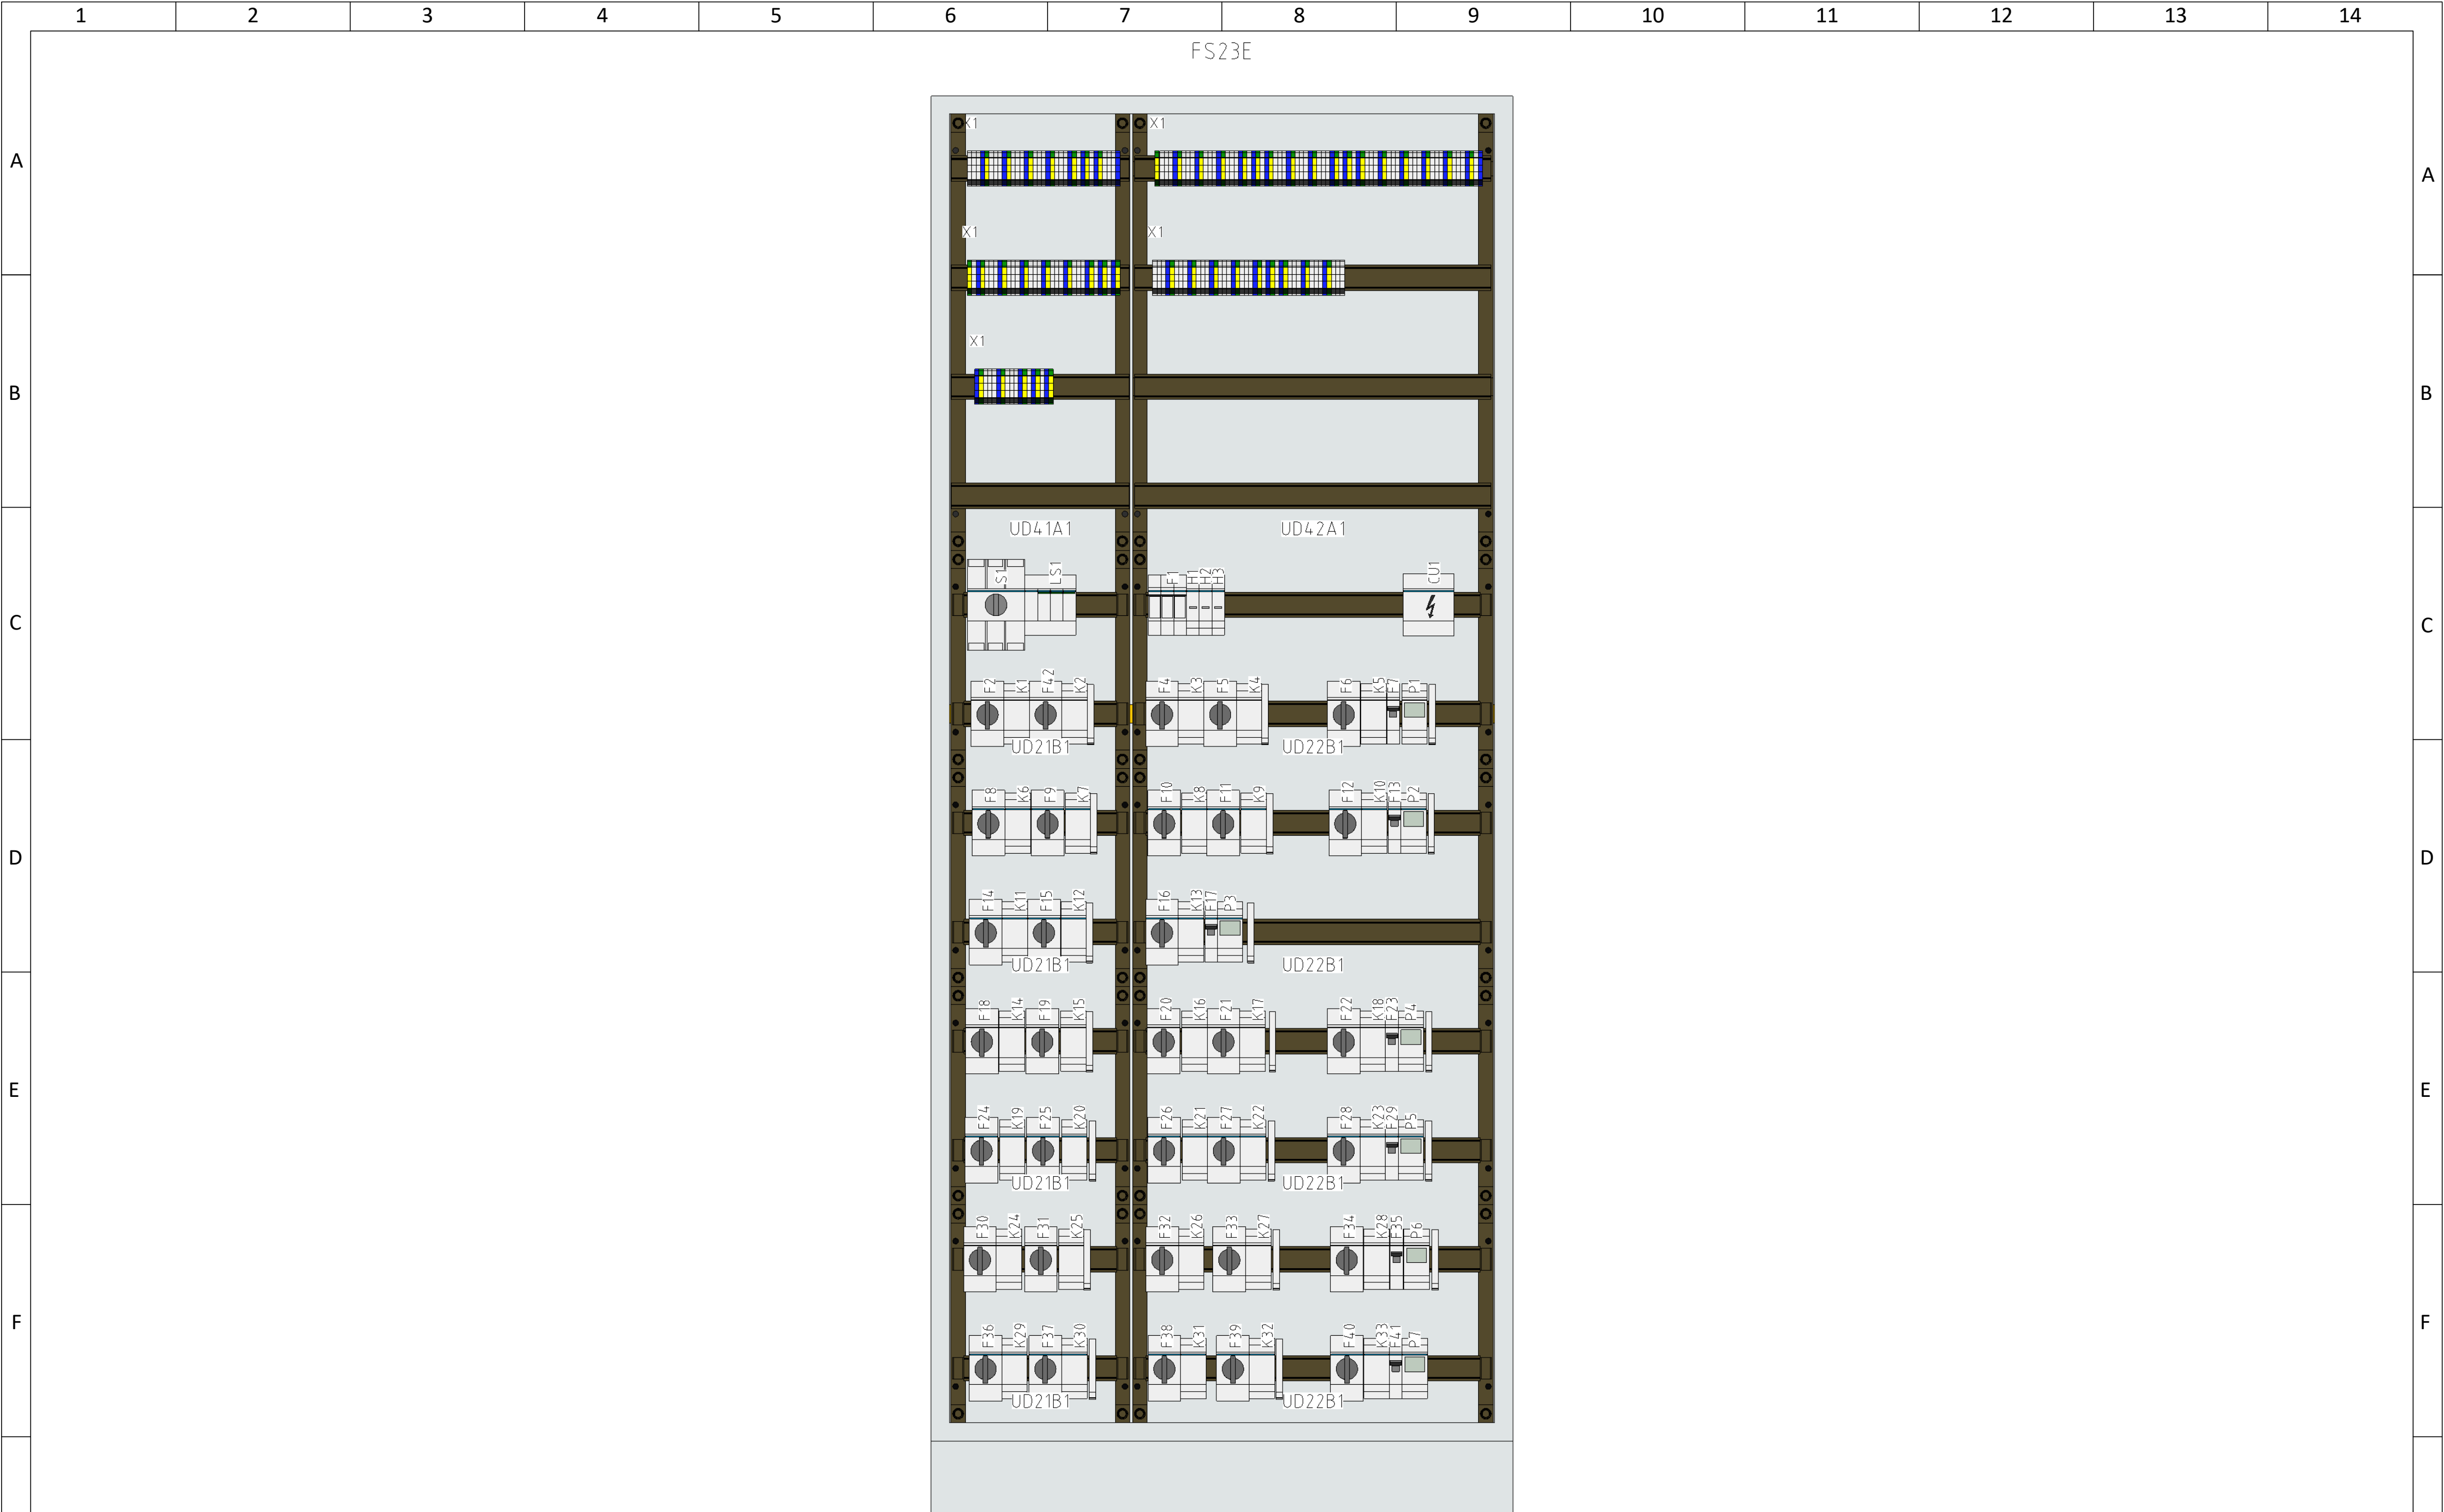 1 2 3 4 5 6 7 8 9 10 11 12 13 14
FS23E
X1 X1
A A
X1 X1
X1
B B
UD41A1 UD42A1
S1 LS1 F1 H1 H2 H3 CU1
C C
F2 K1 F42 K2 F4 K3 F5 K4 F6 K5 F7 P1
UD21B1 UD22B1
F8 K6 F9 K7 F10 K8 F11 K9 F12 K10 F13 P2
D D
F14 K11 F15 K12 F16 K13 F17 P3
UD21B1 UD22B1
F18 K14 F19 K15 F20 K16 F21 K17 F22 K18 F23 P4
E E
F24 K19 F25 K20 F26 K21 F27 K22 F28 K23 F29 P5
UD21B1 UD22B1
F30 K24 F31 K25 F32 K26 F33 K27 F34 K28 F35 P6
F F
F36 K29 F37 K30 F38 K31 F39 K32 F40 K33 F41 P7
UD21B1 UD22B1